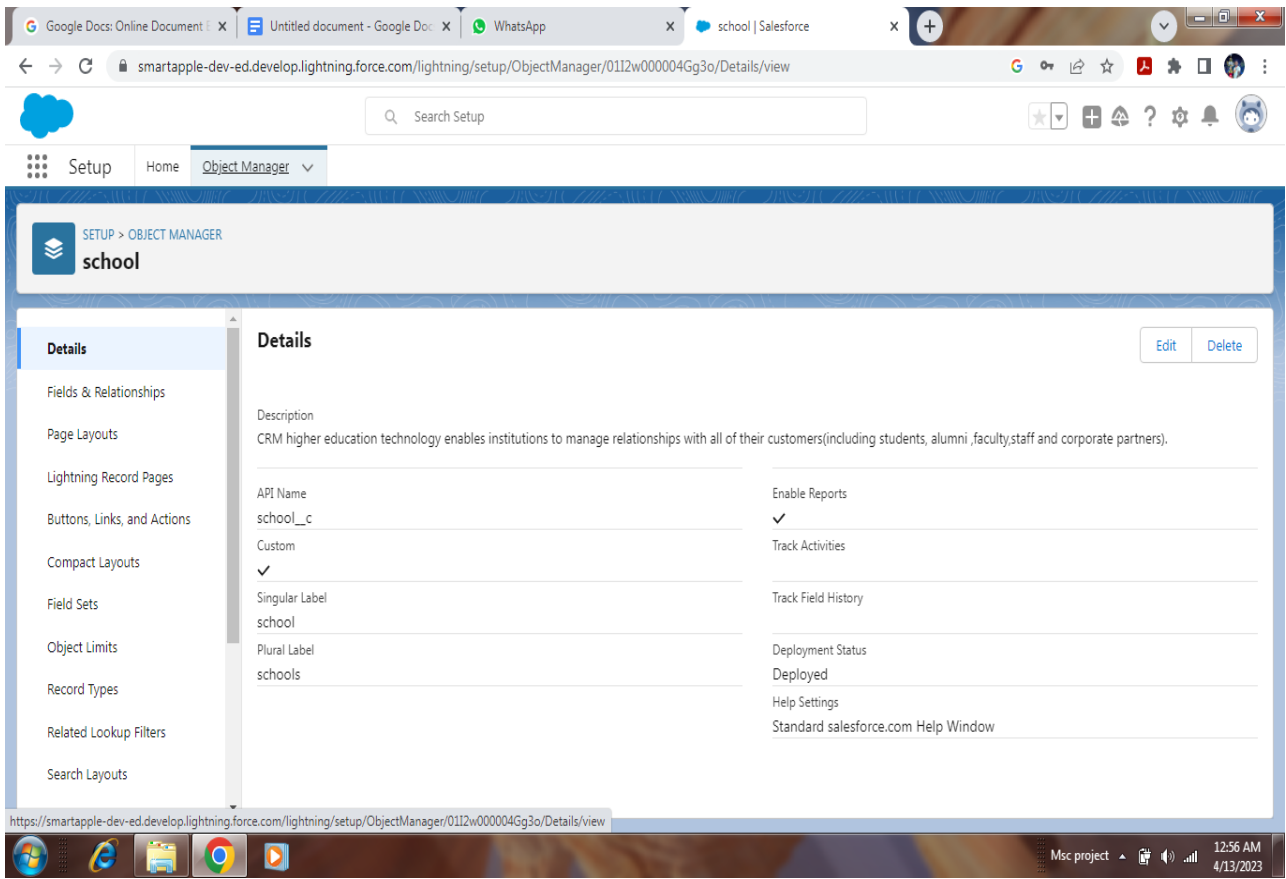 Google Docs: Online Document E
Untitled document - Google Doc
WhatsApp
school | Salesforce
smartapple-dev-ed.develop.lightning.force.com/lightning/setup/ObjectManager/01I2w000004Gg3o/Details/view
Search Setup
Setup
Home
Object Manager
SETUP > OBJECT MANAGER
school
Details
Fields & Relationships
Page Layouts
Lightning Record Pages
Buttons, Links, and Actions
Compact Layouts
Field Sets
Object Limits
Record Types
Related Lookup Filters
Search Layouts
Details
Edit
Delete
Description
CRM higher education technology enables institutions to manage relationships with all of their customers(including students, alumni ,faculty,staff and corporate partners).
API Name
school__c
Custom
Singular Label
school
Plural Label
schools
Enable Reports
Track Activities
Track Field History
Deployment Status
Deployed
Help Settings
Standard salesforce.com Help Window
https://smartapple-dev-ed.develop.lightning.force.com/lightning/setup/ObjectManager/01I2w000004Gg3o/Details/view
Msc project
12:56 AM
4/13/2023